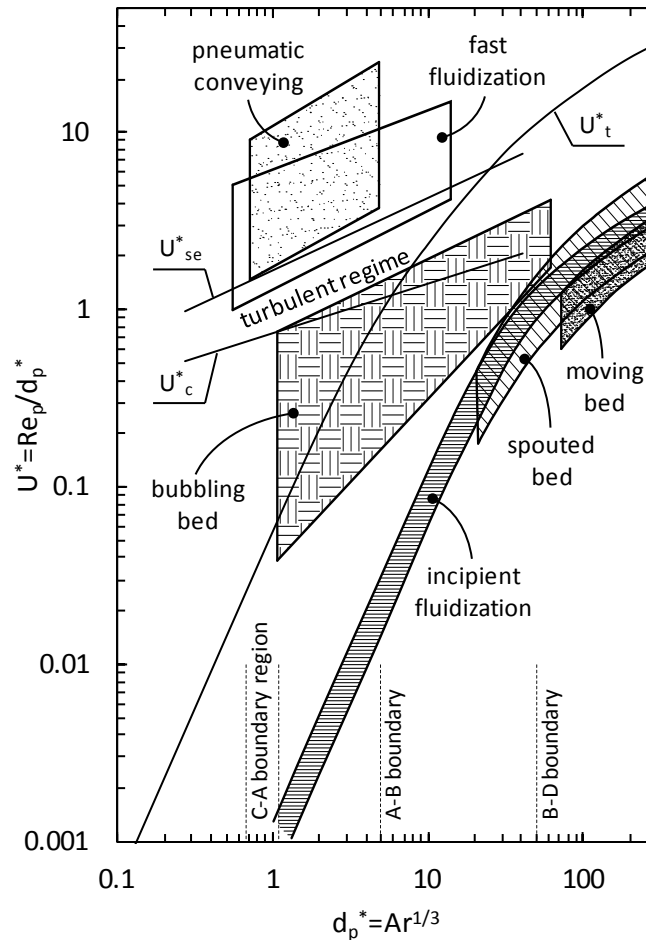 pneumatic
conveying
fast
fluidization
10
U*t
U*se
turbulent regime
1
U*c
moving
bed
spouted
bed
U*=Rep/dp*
0.1
bubbling
bed
incipient
fluidization
0.01
C-A boundary region
A-B boundary
B-D boundary
0.001
0.1
1
10
100
dp*=Ar1/3